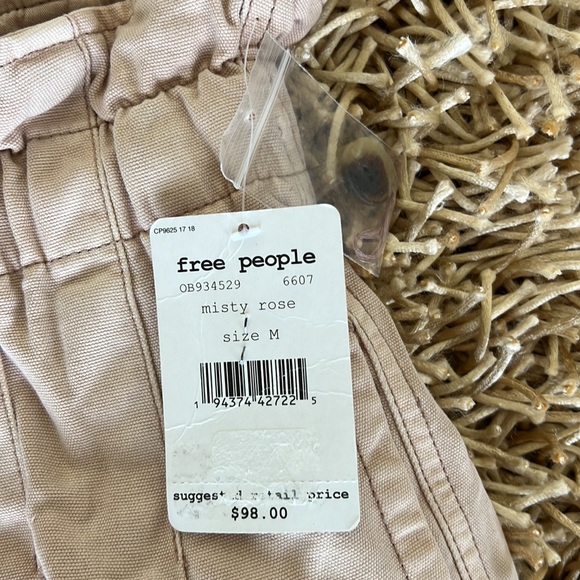 CP9625 17 18
free people
OB934529 6607
misty rose
size M
1 94374 42722 5
suggested retail price
$98.00